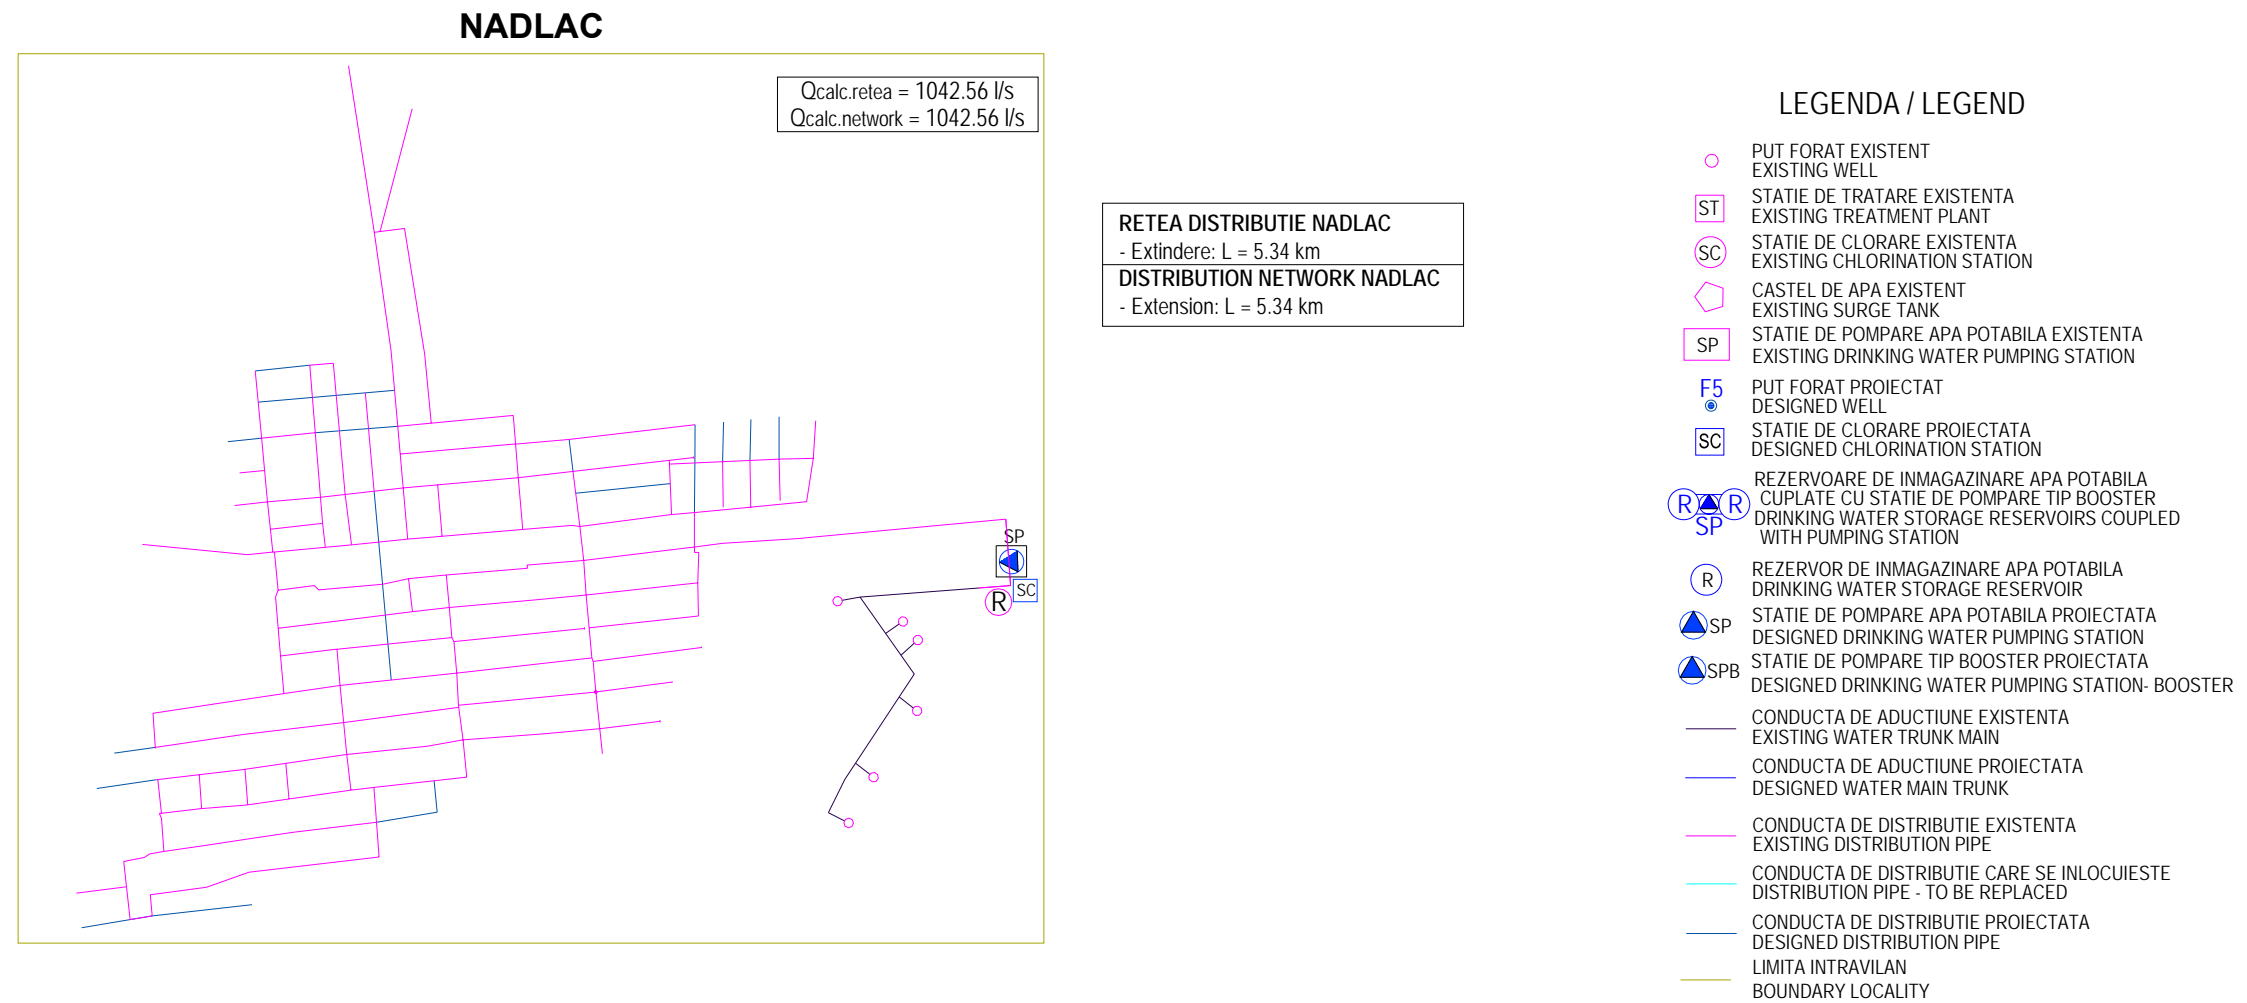 NADLAC
Qcalc.retea = 1042.56 l/s
Qcalc.network = 1042.56 l/s
RETEA DISTRIBUTIE NADLAC
- Extindere: L = 5.34 km
DISTRIBUTION NETWORK NADLAC
- Extension: L = 5.34 km
SP
SC
R
LEGENDA / LEGEND
PUT FORAT EXISTENT
EXISTING WELL
ST
STATIE DE TRATARE EXISTENTA
EXISTING TREATMENT PLANT
SC
STATIE DE CLORARE EXISTENTA
EXISTING CHLORINATION STATION
CASTEL DE APA EXISTENT
EXISTING SURGE TANK
SP
STATIE DE POMPARE APA POTABILA EXISTENTA
EXISTING DRINKING WATER PUMPING STATION
F5
PUT FORAT PROIECTAT
DESIGNED WELL
SC
STATIE DE CLORARE PROIECTATA
DESIGNED CHLORINATION STATION
R R
SP
REZERVOARE DE INMAGAZINARE APA POTABILA
CUPLATE CU STATIE DE POMPARE TIP BOOSTER
DRINKING WATER STORAGE RESERVOIRS COUPLED
WITH PUMPING STATION
R
REZERVOR DE INMAGAZINARE APA POTABILA
DRINKING WATER STORAGE RESERVOIR
SP
STATIE DE POMPARE APA POTABILA PROIECTATA
DESIGNED DRINKING WATER PUMPING STATION
SPB
STATIE DE POMPARE TIP BOOSTER PROIECTATA
DESIGNED DRINKING WATER PUMPING STATION- BOOSTER
CONDUCTA DE ADUCTIUNE EXISTENTA
EXISTING WATER TRUNK MAIN
CONDUCTA DE ADUCTIUNE PROIECTATA
DESIGNED WATER MAIN TRUNK
CONDUCTA DE DISTRIBUTIE EXISTENTA
EXISTING DISTRIBUTION PIPE
CONDUCTA DE DISTRIBUTIE CARE SE INLOCUIESTE
DISTRIBUTION PIPE - TO BE REPLACED
CONDUCTA DE DISTRIBUTIE PROIECTATA
DESIGNED DISTRIBUTION PIPE
LIMITA INTRAVILAN
BOUNDARY LOCALITY